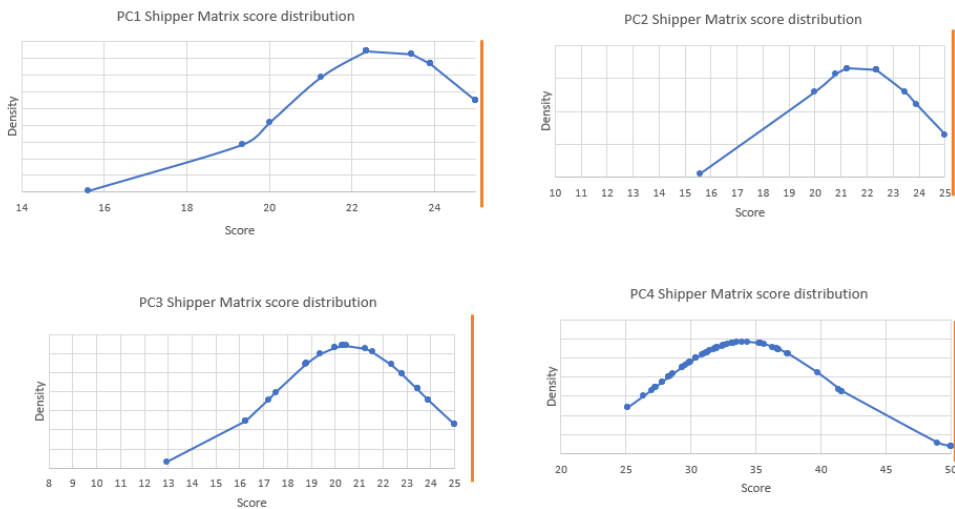 PC1 Shipper Matrix score distribution
Density
14 16 18 20 22 24
Score
PC2 Shipper Matrix score distribution
Density
10 11 12 13 14 15 16 17 18 19 20 21 22 23 24 25
Score
PC3 Shipper Matrix score distribution
Density
8 9 10 11 12 13 14 15 16 17 18 19 20 21 22 23 24 25
Score
PC4 Shipper Matrix score distribution
Density
20 25 30 35 40 45 50
Score